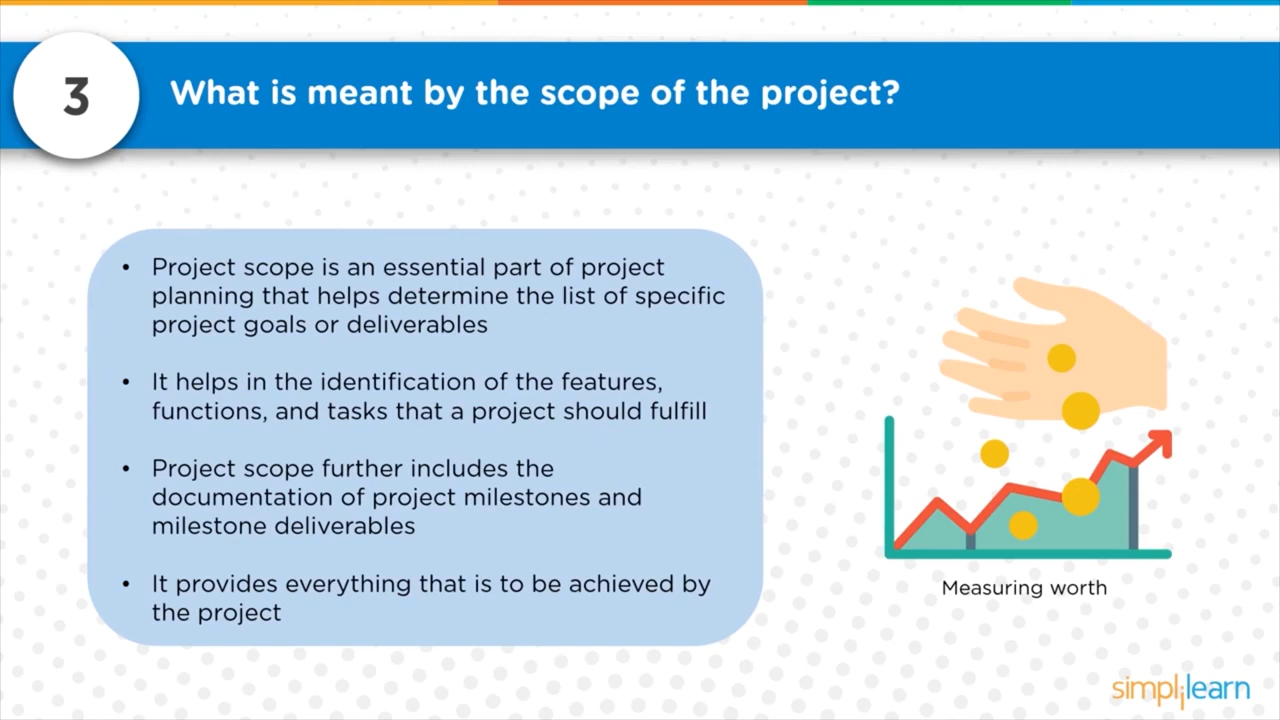 3
What is meant by the scope of the project?
• Project scope is an essential part of project
planning that helps determine the list of specific
project goals or deliverables
• It helps in the identification of the features,
functions, and tasks that a project should fulfill
• Project scope further includes the
documentation of project milestones and
milestone deliverables
• It provides everything that is to be achieved by
the project
Measuring worth
simplilearn